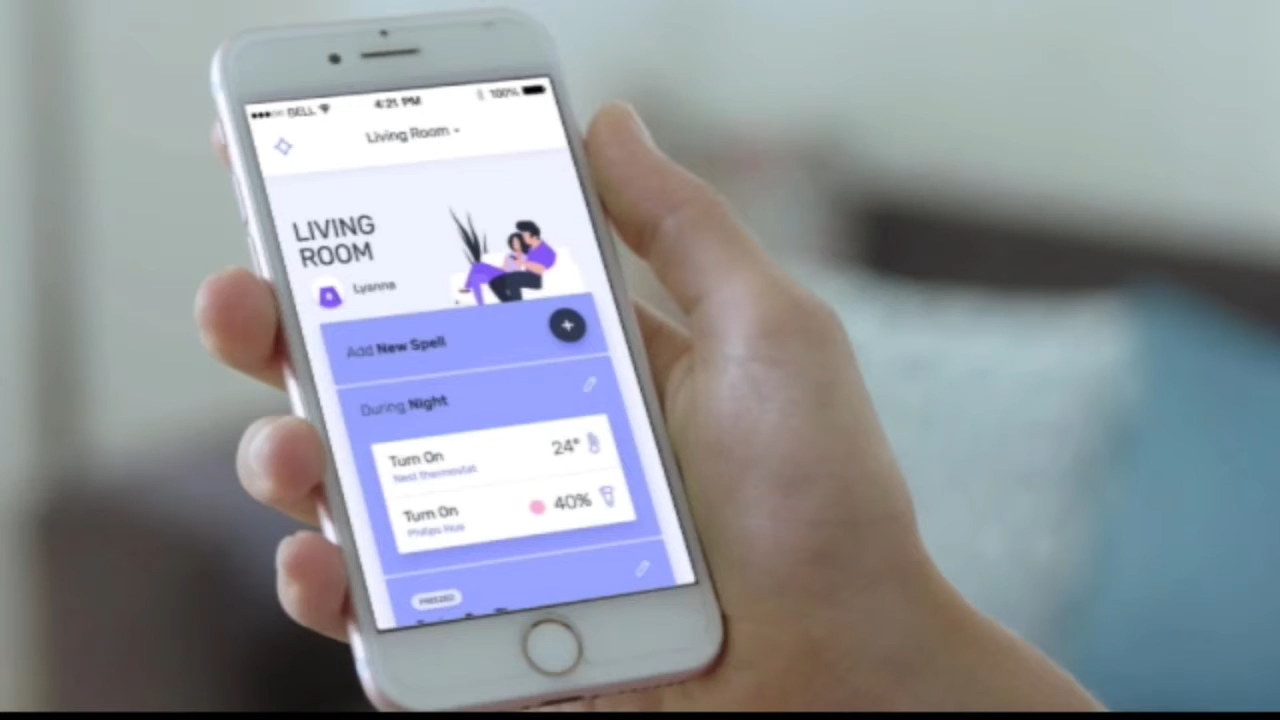 BELL 4:21 PM 100%
Living Room
LIVING
ROOM
Lyanna
Add New Spell
During Night
Turn On 24°
Nest thermostat
Turn On 40%
Philips Hue